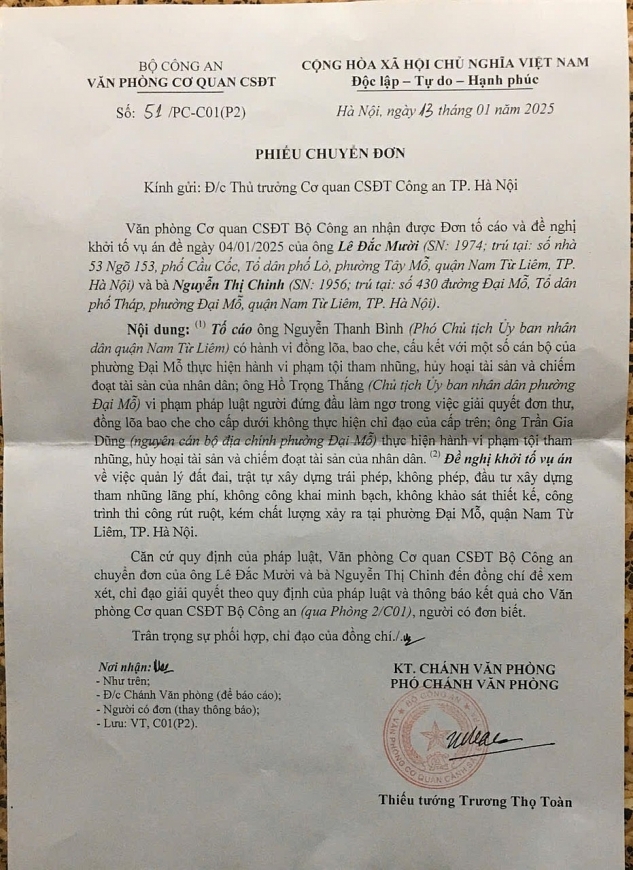 BỘ CÔNG AN
VĂN PHÒNG CƠ QUAN CSĐT
CỘNG HÒA XÃ HỘI CHỦ NGHĨA VIỆT NAM
Độc lập – Tự do – Hạnh phúc
Số: 51 /PC-C01(P2)
Hà Nội, ngày 13 tháng 01 năm 2025
PHIẾU CHUYỂN ĐƠN
Kính gửi: Đ/c Thủ trưởng Cơ quan CSĐT Công an TP. Hà Nội
Văn phòng Cơ quan CSĐT Bộ Công an nhận được Đơn tố cáo và đề nghị
khởi tố vụ án đề ngày 04/01/2025 của ông Lê Đắc Mười (SN: 1974; trú tại: số nhà
53 Ngõ 153, phố Cầu Cốc, Tổ dân phố Lò, phường Tây Mỗ, quận Nam Từ Liêm, TP.
Hà Nội) và bà Nguyễn Thị Chinh (SN: 1956; trú tại: số 430 đường Đại Mỗ, Tổ dân
phố Tháp, phường Đại Mỗ, quận Nam Từ Liêm, TP. Hà Nội).
Nội dung: (1) Tố cáo ông Nguyễn Thanh Bình (Phó Chủ tịch Ủy ban nhân
dân quận Nam Từ Liêm) có hành vi đồng lõa, bao che, cấu kết với một số cán bộ của
phường Đại Mỗ thực hiện hành vi phạm tội tham nhũng, hủy hoại tài sản và chiếm
đoạt tài sản của nhân dân; ông Hồ Trọng Thắng (Chủ tịch Ủy ban nhân dân phường
Đại Mỗ) vi phạm pháp luật người đứng đầu làm ngơ trong việc giải quyết đơn thư,
đồng lõa bao che cho cấp dưới không thực hiện chỉ đạo của cấp trên; ông Trần Gia
Dũng (nguyên cán bộ địa chính phường Đại Mỗ) thực hiện hành vi phạm tội tham
nhũng, hủy hoại tài sản và chiếm đoạt tài sản của nhân dân. (2) Đề nghị khởi tố vụ án
về việc quản lý đất đai, trật tự xây dựng trái phép, không phép, đầu tư xây dựng
tham nhũng lãng phí, không công khai minh bạch, không khảo sát thiết kế, công
trình thi công rút ruột, kém chất lượng xảy ra tại phường Đại Mỗ, quận Nam Từ
Liêm, TP. Hà Nội.
Căn cứ quy định của pháp luật, Văn phòng Cơ quan CSĐT Bộ Công an
chuyển đơn của ông Lê Đắc Mười và bà Nguyễn Thị Chinh đến đồng chí để xem
xét, chỉ đạo giải quyết theo quy định của pháp luật và thông báo kết quả cho Văn
phòng Cơ quan CSĐT Bộ Công an (qua Phòng 2/C01), người có đơn biết.
Trân trọng sự phối hợp, chỉ đạo của đồng chí./.
Nơi nhận:
- Như trên;
- Đ/c Chánh Văn phòng (để báo cáo);
- Người có đơn (thay thông báo);
- Lưu: VT, C01(P2).
KT. CHÁNH VĂN PHÒNG
PHÓ CHÁNH VĂN PHÒNG
BỘ CÔNG AN
VĂN PHÒNG CƠ QUAN CẢNH SÁT
Thiếu tướng Trương Thọ Toàn